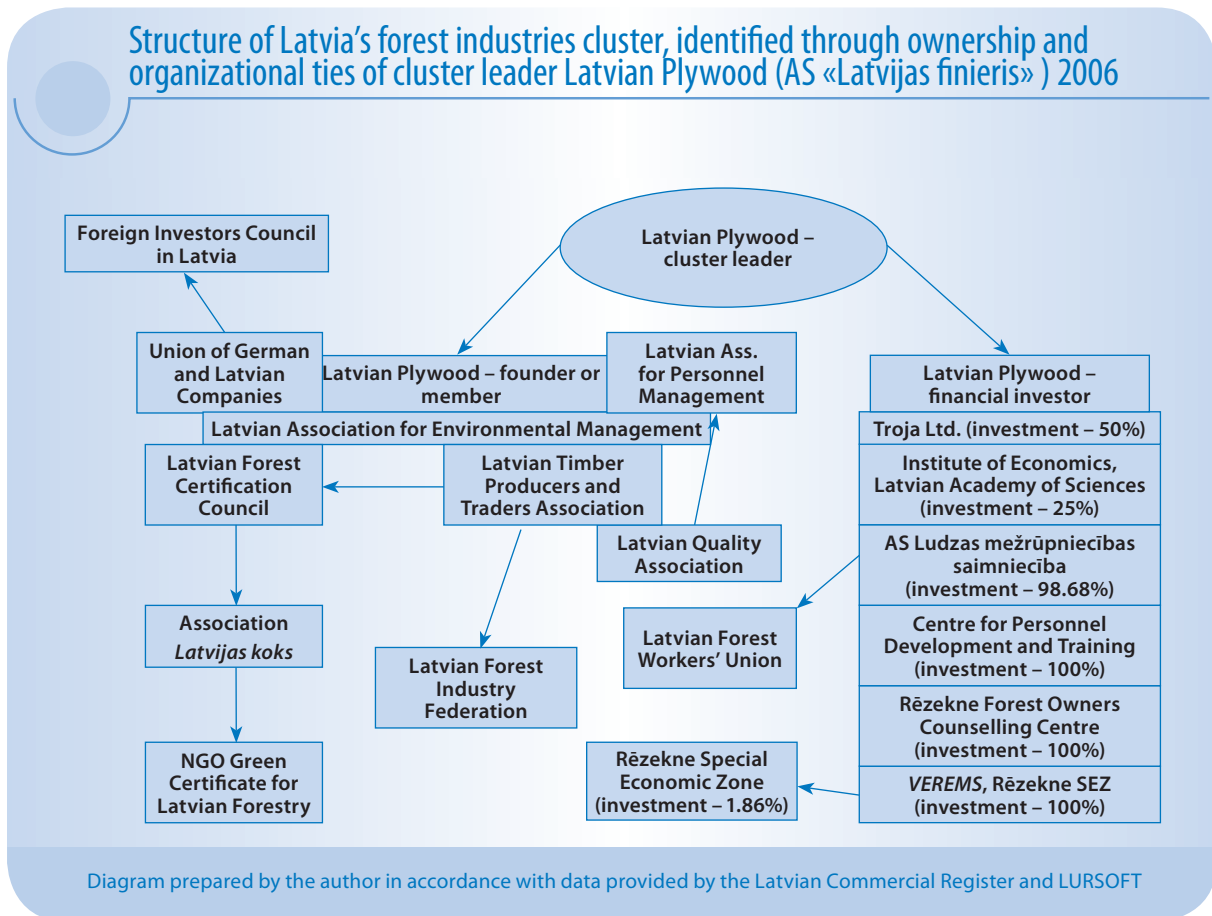 Structure of Latvia's forest industries cluster, identified through ownership and
organizational ties of cluster leader Latvian Plywood (AS «Latvijas finieris» ) 2006
Foreign Investors Council
in Latvia
Latvian Plywood –
cluster leader
Union of German
and Latvian
Companies
Latvian Plywood – founder or
member
Latvian Ass.
for Personnel
Management
Latvian Plywood –
financial investor
Latvian Association for Environmental Management
Troja Ltd. (investment – 50%)
Latvian Forest
Certification
Council
Latvian Timber
Producers and
Traders Association
Institute of Economics,
Latvian Academy of Sciences
(investment – 25%)
Latvian Quality
Association
AS Ludzas mežrūpniecības
saimniecība
(investment – 98.68%)
Association
Latvijas koks
Latvian Forest
Industry
Federation
Latvian Forest
Workers' Union
Centre for Personnel
Development and Training
(investment – 100%)
Rēzekne Forest Owners
Counselling Centre
(investment – 100%)
NGO Green
Certificate for
Latvian Forestry
Rēzekne Special
Economic Zone
(investment – 1.86%)
VEREMS, Rēzekne SEZ
(investment – 100%)
Diagram prepared by the author in accordance with data provided by the Latvian Commercial Register and LURSOFT